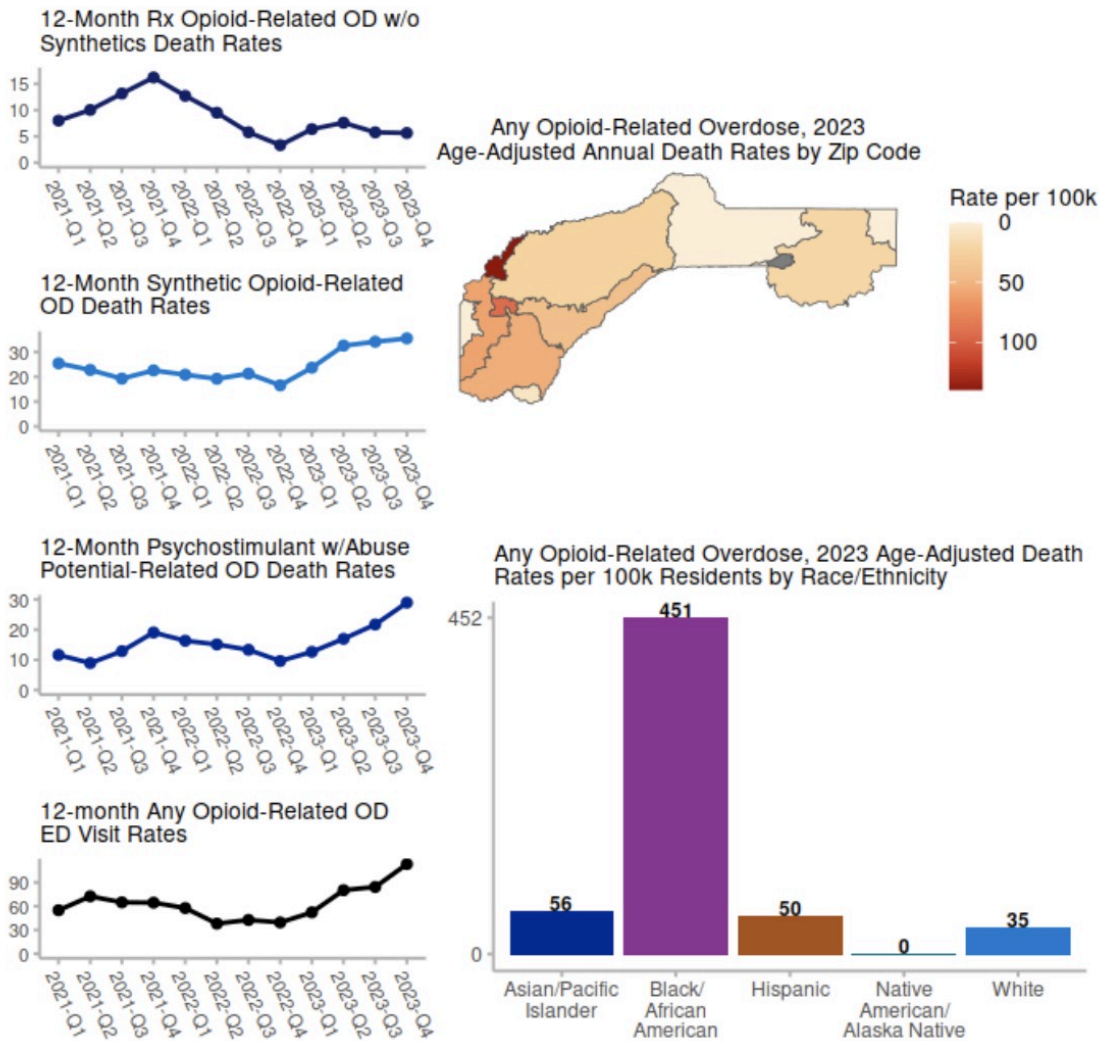 12-Month Rx Opioid-Related OD w/o
Synthetics Death Rates
15
10
5
0
2021-Q1
2021-Q2
2021-Q3
2021-Q4
2022-Q1
2022-Q2
2022-Q3
2022-Q4
2023-Q1
2023-Q2
2023-Q3
2023-Q4
12-Month Synthetic Opioid-Related
OD Death Rates
30
20
10
0
2021-Q1
2021-Q2
2021-Q3
2021-Q4
2022-Q1
2022-Q2
2022-Q3
2022-Q4
2023-Q1
2023-Q2
2023-Q3
2023-Q4
12-Month Psychostimulant w/Abuse
Potential-Related OD Death Rates
30
20
10
0
2021-Q1
2021-Q2
2021-Q3
2021-Q4
2022-Q1
2022-Q2
2022-Q3
2022-Q4
2023-Q1
2023-Q2
2023-Q3
2023-Q4
12-month Any Opioid-Related OD
ED Visit Rates
90
60
30
0
2021-Q1
2021-Q2
2021-Q3
2021-Q4
2022-Q1
2022-Q2
2022-Q3
2022-Q4
2023-Q1
2023-Q2
2023-Q3
2023-Q4
Any Opioid-Related Overdose, 2023
Age-Adjusted Annual Death Rates by Zip Code
Rate per 100k
0
50
100
Any Opioid-Related Overdose, 2023 Age-Adjusted Death
Rates per 100k Residents by Race/Ethnicity
452
0
56
451
50
0
35
Asian/Pacific
Islander
Black/
African
American
Hispanic
Native
American/
Alaska Native
White